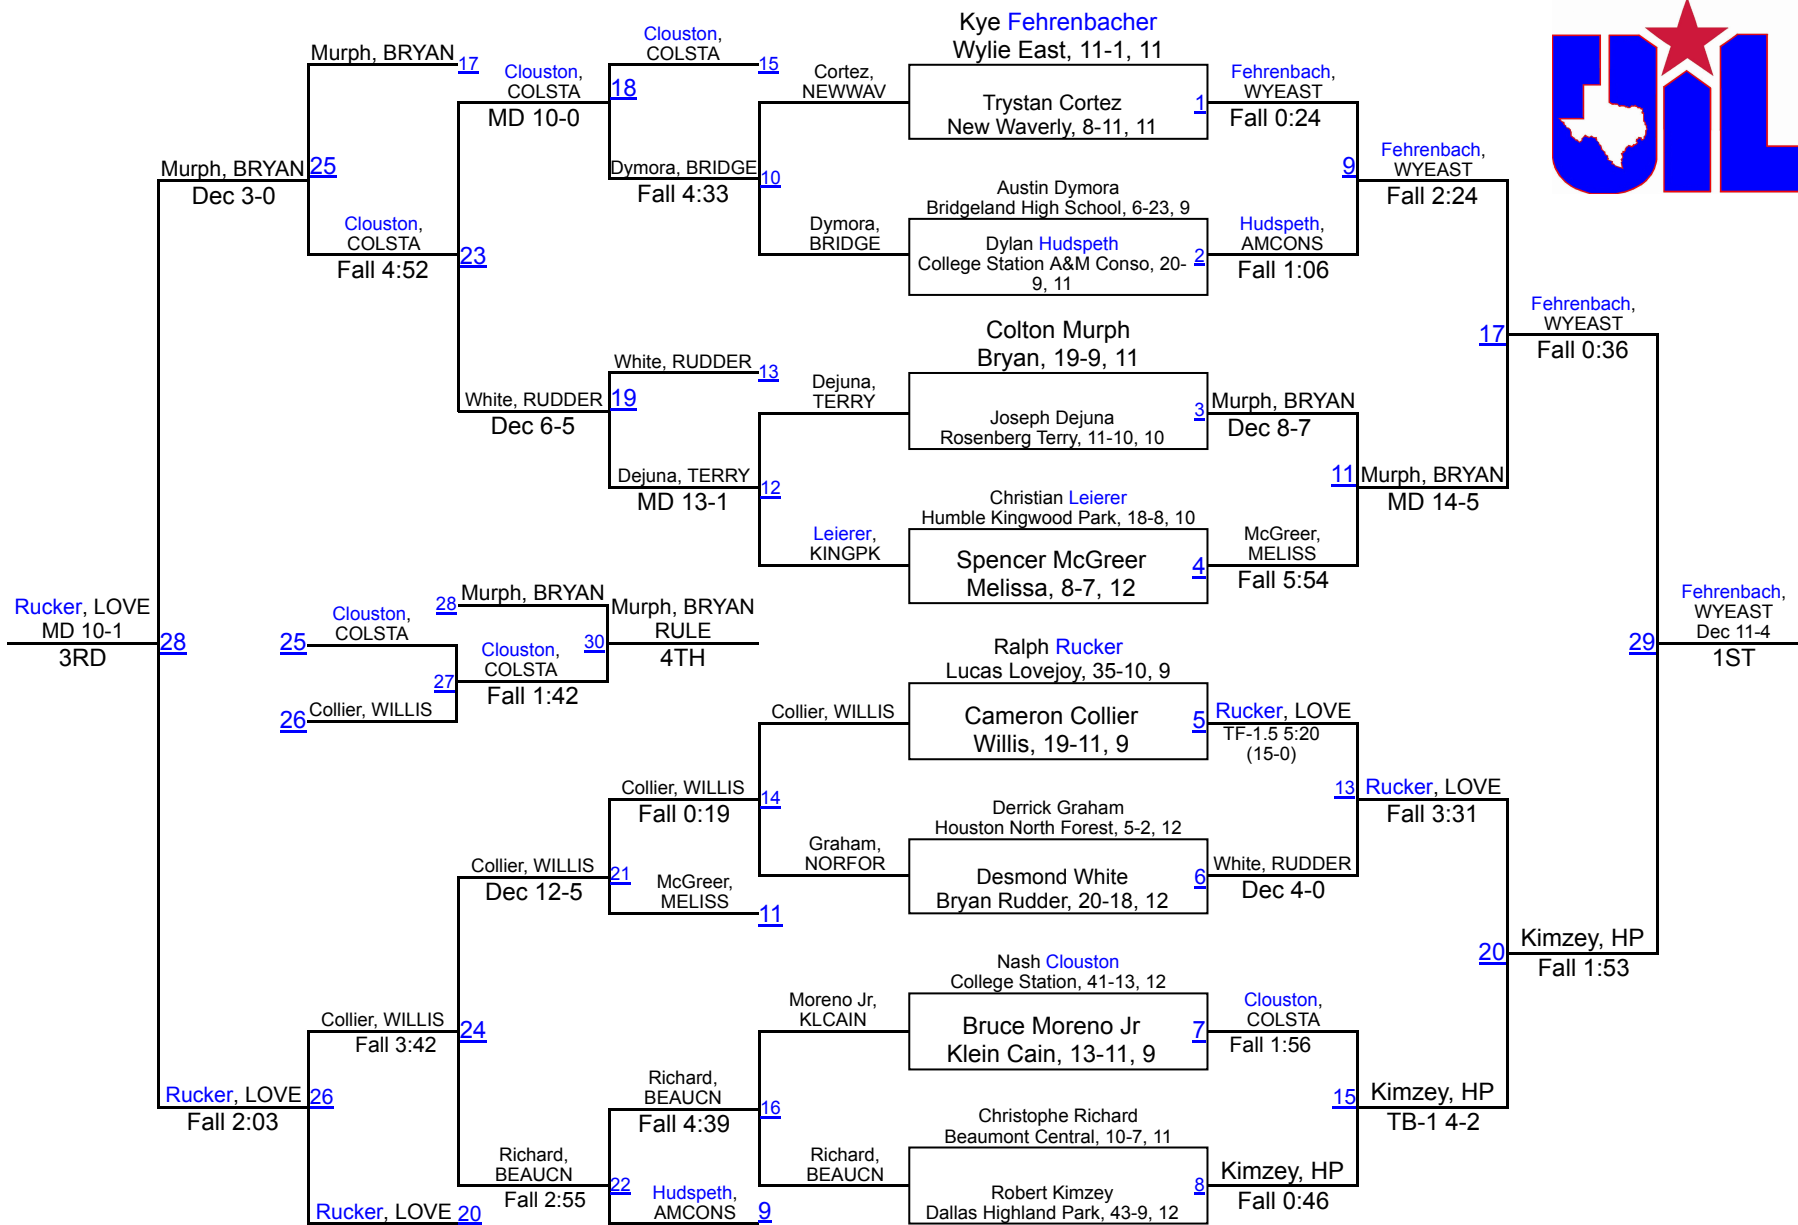 Kye Fehrenbacher
Wylie East, 11-1, 11
Trystan Cortez
New Waverly, 8-11, 11
1
Austin Dymora
Bridgeland High School, 6-23, 9
Dylan Hudspeth
College Station A&M Conso, 20-
9, 11
2
Colton Murph
Bryan, 19-9, 11
Joseph Dejuna
Rosenberg Terry, 11-10, 10
3
Christian Leierer
Humble Kingwood Park, 18-8, 10
Spencer McGreer
Melissa, 8-7, 12
4
Ralph Rucker
Lucas Lovejoy, 35-10, 9
Cameron Collier
Willis, 19-11, 9
5
Derrick Graham
Houston North Forest, 5-2, 12
Desmond White
Bryan Rudder, 20-18, 12
6
Nash Clouston
College Station, 41-13, 12
Bruce Moreno Jr
Klein Cain, 13-11, 9
7
Christophe Richard
Beaumont Central, 10-7, 11
Robert Kimzey
Dallas Highland Park, 43-9, 12
8
Fehrenbach,
WYEAST
Fall 0:24
Hudspeth,
AMCONS
Fall 1:06
9
Murph, BRYAN
Dec 8-7
McGreer,
MELISS
Fall 5:54
11
Rucker, LOVE
TF-1.5 5:20
(15-0)
White, RUDDER
Dec 4-0
13
Clouston,
COLSTA
Fall 1:56
Kimzey, HP
Fall 0:46
15
Fehrenbach,
WYEAST
Fall 2:24
Murph, BRYAN
MD 14-5
17
Rucker, LOVE
Fall 3:31
Kimzey, HP
TB-1 4-2
20
Fehrenbach,
WYEAST
Fall 0:36
Kimzey, HP
Fall 1:53
29
Fehrenbach,
WYEAST
Dec 11-4
1ST
UIL
Cortez,
NEWWAV
Dymora,
BRIDGE
10
Dejuna,
TERRY
Leierer,
KINGPK
12
Collier, WILLIS
Graham,
NORFOR
14
Moreno Jr,
KLCAIN
Richard,
BEAUCN
16
Clouston,
COLSTA
15
Dymora, BRIDGE
Fall 4:33
18
White, RUDDER
13
Dejuna, TERRY
MD 13-1
19
Collier, WILLIS
Fall 0:19
McGreer,
MELISS
11
21
Richard,
BEAUCN
Fall 4:39
Hudspeth,
AMCONS
9
22
Clouston,
COLSTA
MD 10-0
White, RUDDER
Dec 6-5
23
Collier, WILLIS
Dec 12-5
Richard,
BEAUCN
Fall 2:55
24
Murph, BRYAN
17
Clouston,
COLSTA
Fall 4:52
25
Collier, WILLIS
Fall 3:42
Rucker, LOVE
20
26
Murph, BRYAN
Dec 3-0
Rucker, LOVE
Fall 2:03
28
Rucker, LOVE
MD 10-1
3RD
25
Clouston,
COLSTA
26
Collier, WILLIS
27
28
Murph, BRYAN
Clouston,
COLSTA
Fall 1:42
30
Murph, BRYAN
RULE
4TH